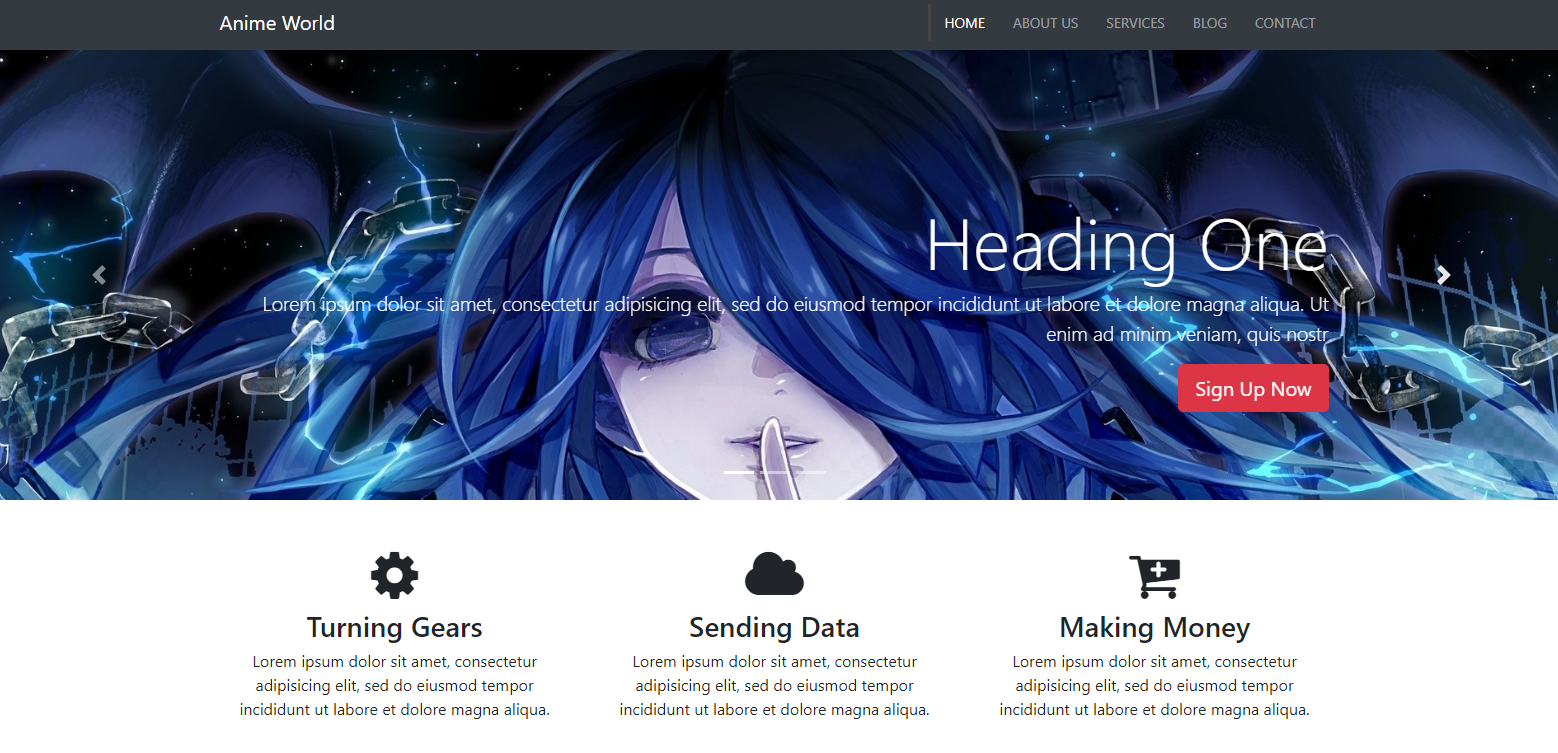 Anime World
HOME ABOUT US SERVICES BLOG CONTACT
Heading One
Lorem ipsum dolor sit amet, consectetur adipisicing elit, sed do eiusmod tempor incididunt ut labore et dolore magna aliqua. Ut
enim ad minim veniam, quis nostr
Sign Up Now
Turning Gears
Lorem ipsum dolor sit amet, consectetur
adipisicing elit, sed do eiusmod tempor
incididunt ut labore et dolore magna aliqua.
Sending Data
Lorem ipsum dolor sit amet, consectetur
adipisicing elit, sed do eiusmod tempor
incididunt ut labore et dolore magna aliqua.
Making Money
Lorem ipsum dolor sit amet, consectetur
adipisicing elit, sed do eiusmod tempor
incididunt ut labore et dolore magna aliqua.